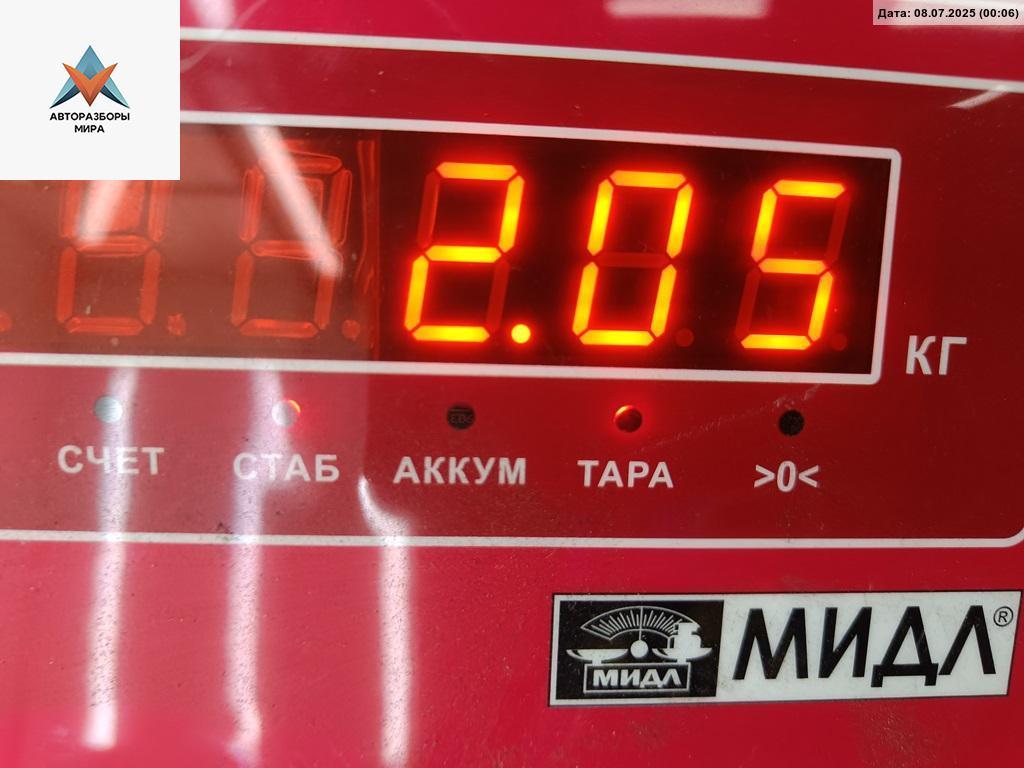 Дата: 08.07.2025 (00:06)
АВТОРАЗБОРЫ
МИРА
2.05
КГ
СЧЕТ СТАБ АККУМ ТАРА >0<
МИДЛ МИДЛ®